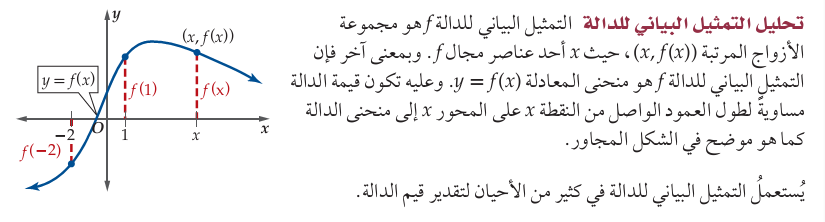 تحليل التمثيل البياني للدالة التمثيل البياني للدالة f هو مجموعة
الأزواج المرتبة (x, f(x))، حيث x أحد عناصر مجال f. وبمعنى آخر فإن
التمثيل البياني للدالة f هو منحنى المعادلة y = f(x). وعليه تكون قيمة الدالة
مساويةً لطول العمود الواصل من النقطة x على المحور x إلى منحنى الدالة
كما هو موضح في الشكل المجاور.
يُستعملُ التمثيل البياني للدالة في كثير من الأحيان لتقدير قيم الدالة.
y
(x, f(x))
y = f(x)
f(1)
f(x)
−2
O
1
x
x
f(−2)